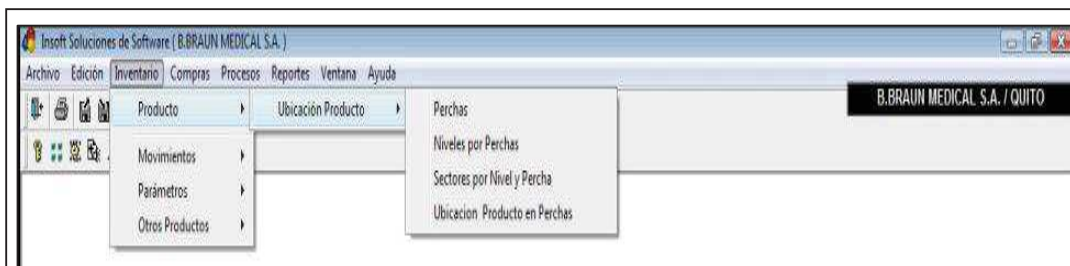 Insoft Soluciones de Software ( B.BRAUN MEDICAL S.A. )
Archivo Edición Inventario Compras Procesos Reportes Ventana Ayuda
B.BRAUN MEDICAL S.A. / QUITO
Producto
Movimientos
Parámetros
Otros Productos
Ubicación Producto
Perchas
Niveles por Perchas
Sectores por Nivel y Percha
Ubicacion Producto en Perchas